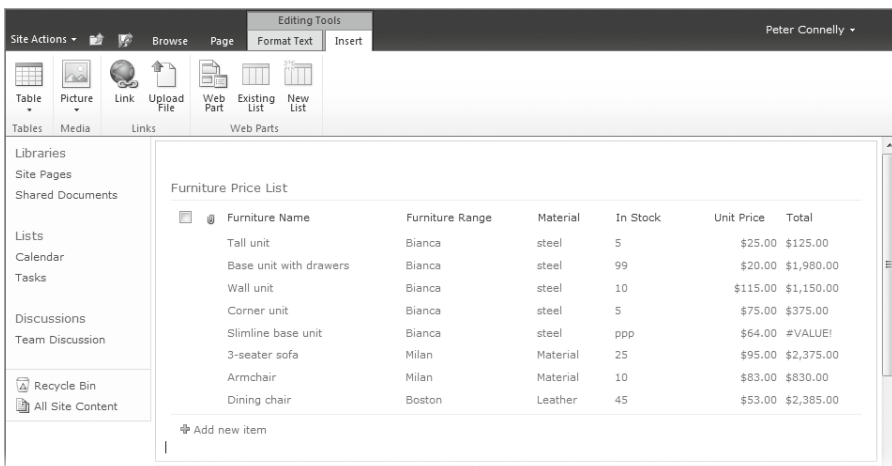 Editing Tools
Site Actions Browse Page Format Text Insert Peter Connelly
Table Picture Link Upload File Web Part Existing List New List
Tables Media Links Web Parts
Libraries
Site Pages
Shared Documents
Lists
Calendar
Tasks
Discussions
Team Discussion
Recycle Bin
All Site Content
Furniture Price List
Furniture Name Furniture Range Material In Stock Unit Price Total
Tall unit Bianca steel 5 $25.00 $125.00
Base unit with drawers Bianca steel 99 $20.00 $1,980.00
Wall unit Bianca steel 10 $115.00 $1,150.00
Corner unit Bianca steel 5 $75.00 $375.00
Slimline base unit Bianca steel ppp $64.00 #VALUE!
3-seater sofa Milan Material 25 $95.00 $2,375.00
Armchair Milan Material 10 $83.00 $830.00
Dining chair Boston Leather 45 $53.00 $2,385.00
Add new item